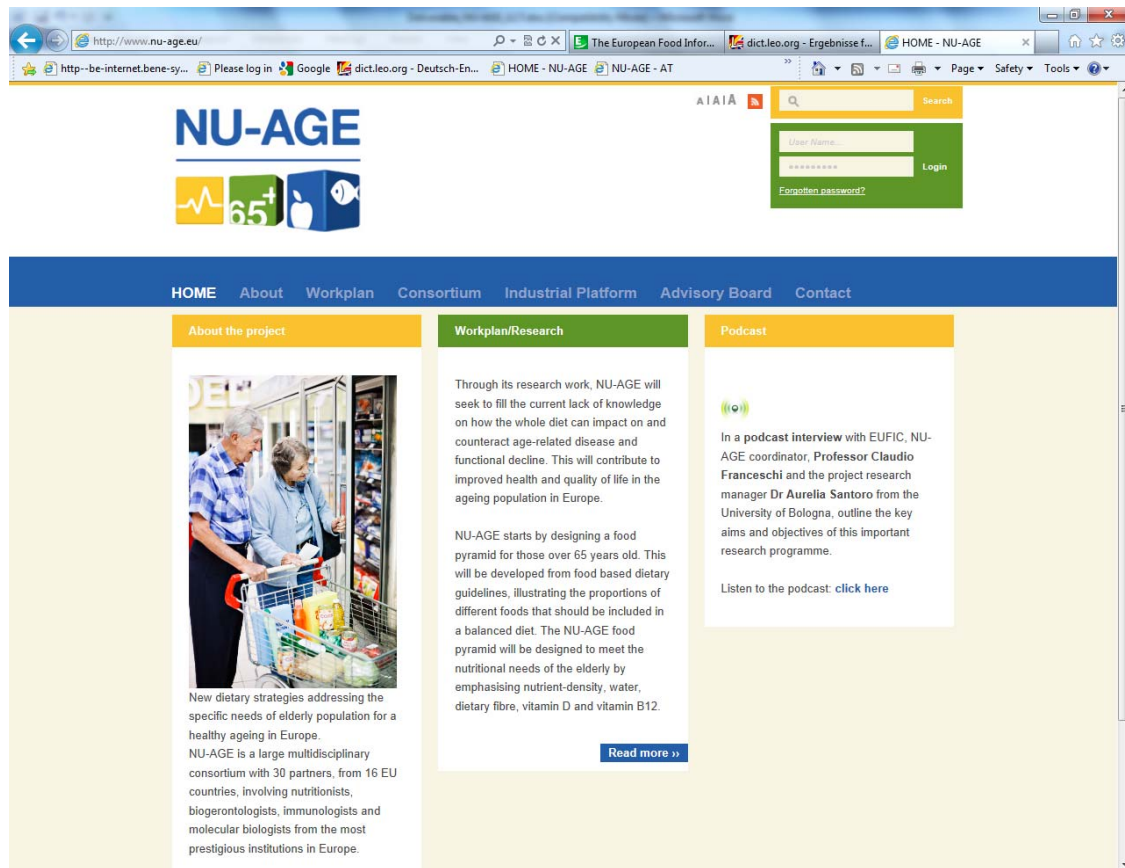 http://www.nu-age.eu/
The European Food Infor...
dict.leo.org - Ergebnisse f...
HOME - NU-AGE
http--be-internet.bene-sy...
Please log in
Google
dict.leo.org - Deutsch-En...
HOME - NU-AGE
NU-AGE - AT
Page
Safety
Tools
A | A | A
Search
User Name...
Login
Forgotten password?
NU-AGE
65+
HOME
About
Workplan
Consortium
Industrial Platform
Advisory Board
Contact
About the project
DEL
New dietary strategies addressing the
specific needs of elderly population for a
healthy ageing in Europe.
NU-AGE is a large multidisciplinary
consortium with 30 partners, from 16 EU
countries, involving nutritionists,
biogerontologists, immunologists and
molecular biologists from the most
prestigious institutions in Europe.
Workplan/Research
Through its research work, NU-AGE will
seek to fill the current lack of knowledge
on how the whole diet can impact on and
counteract age-related disease and
functional decline. This will contribute to
improved health and quality of life in the
ageing population in Europe.
NU-AGE starts by designing a food
pyramid for those over 65 years old. This
will be developed from food based dietary
guidelines, illustrating the proportions of
different foods that should be included in
a balanced diet. The NU-AGE food
pyramid will be designed to meet the
nutritional needs of the elderly by
emphasising nutrient-density, water,
dietary fibre, vitamin D and vitamin B12.
Read more ››
Podcast
In a podcast interview with EUFIC, NU-
AGE coordinator, Professor Claudio
Franceschi and the project research
manager Dr Aurelia Santoro from the
University of Bologna, outline the key
aims and objectives of this important
research programme.
Listen to the podcast: click here